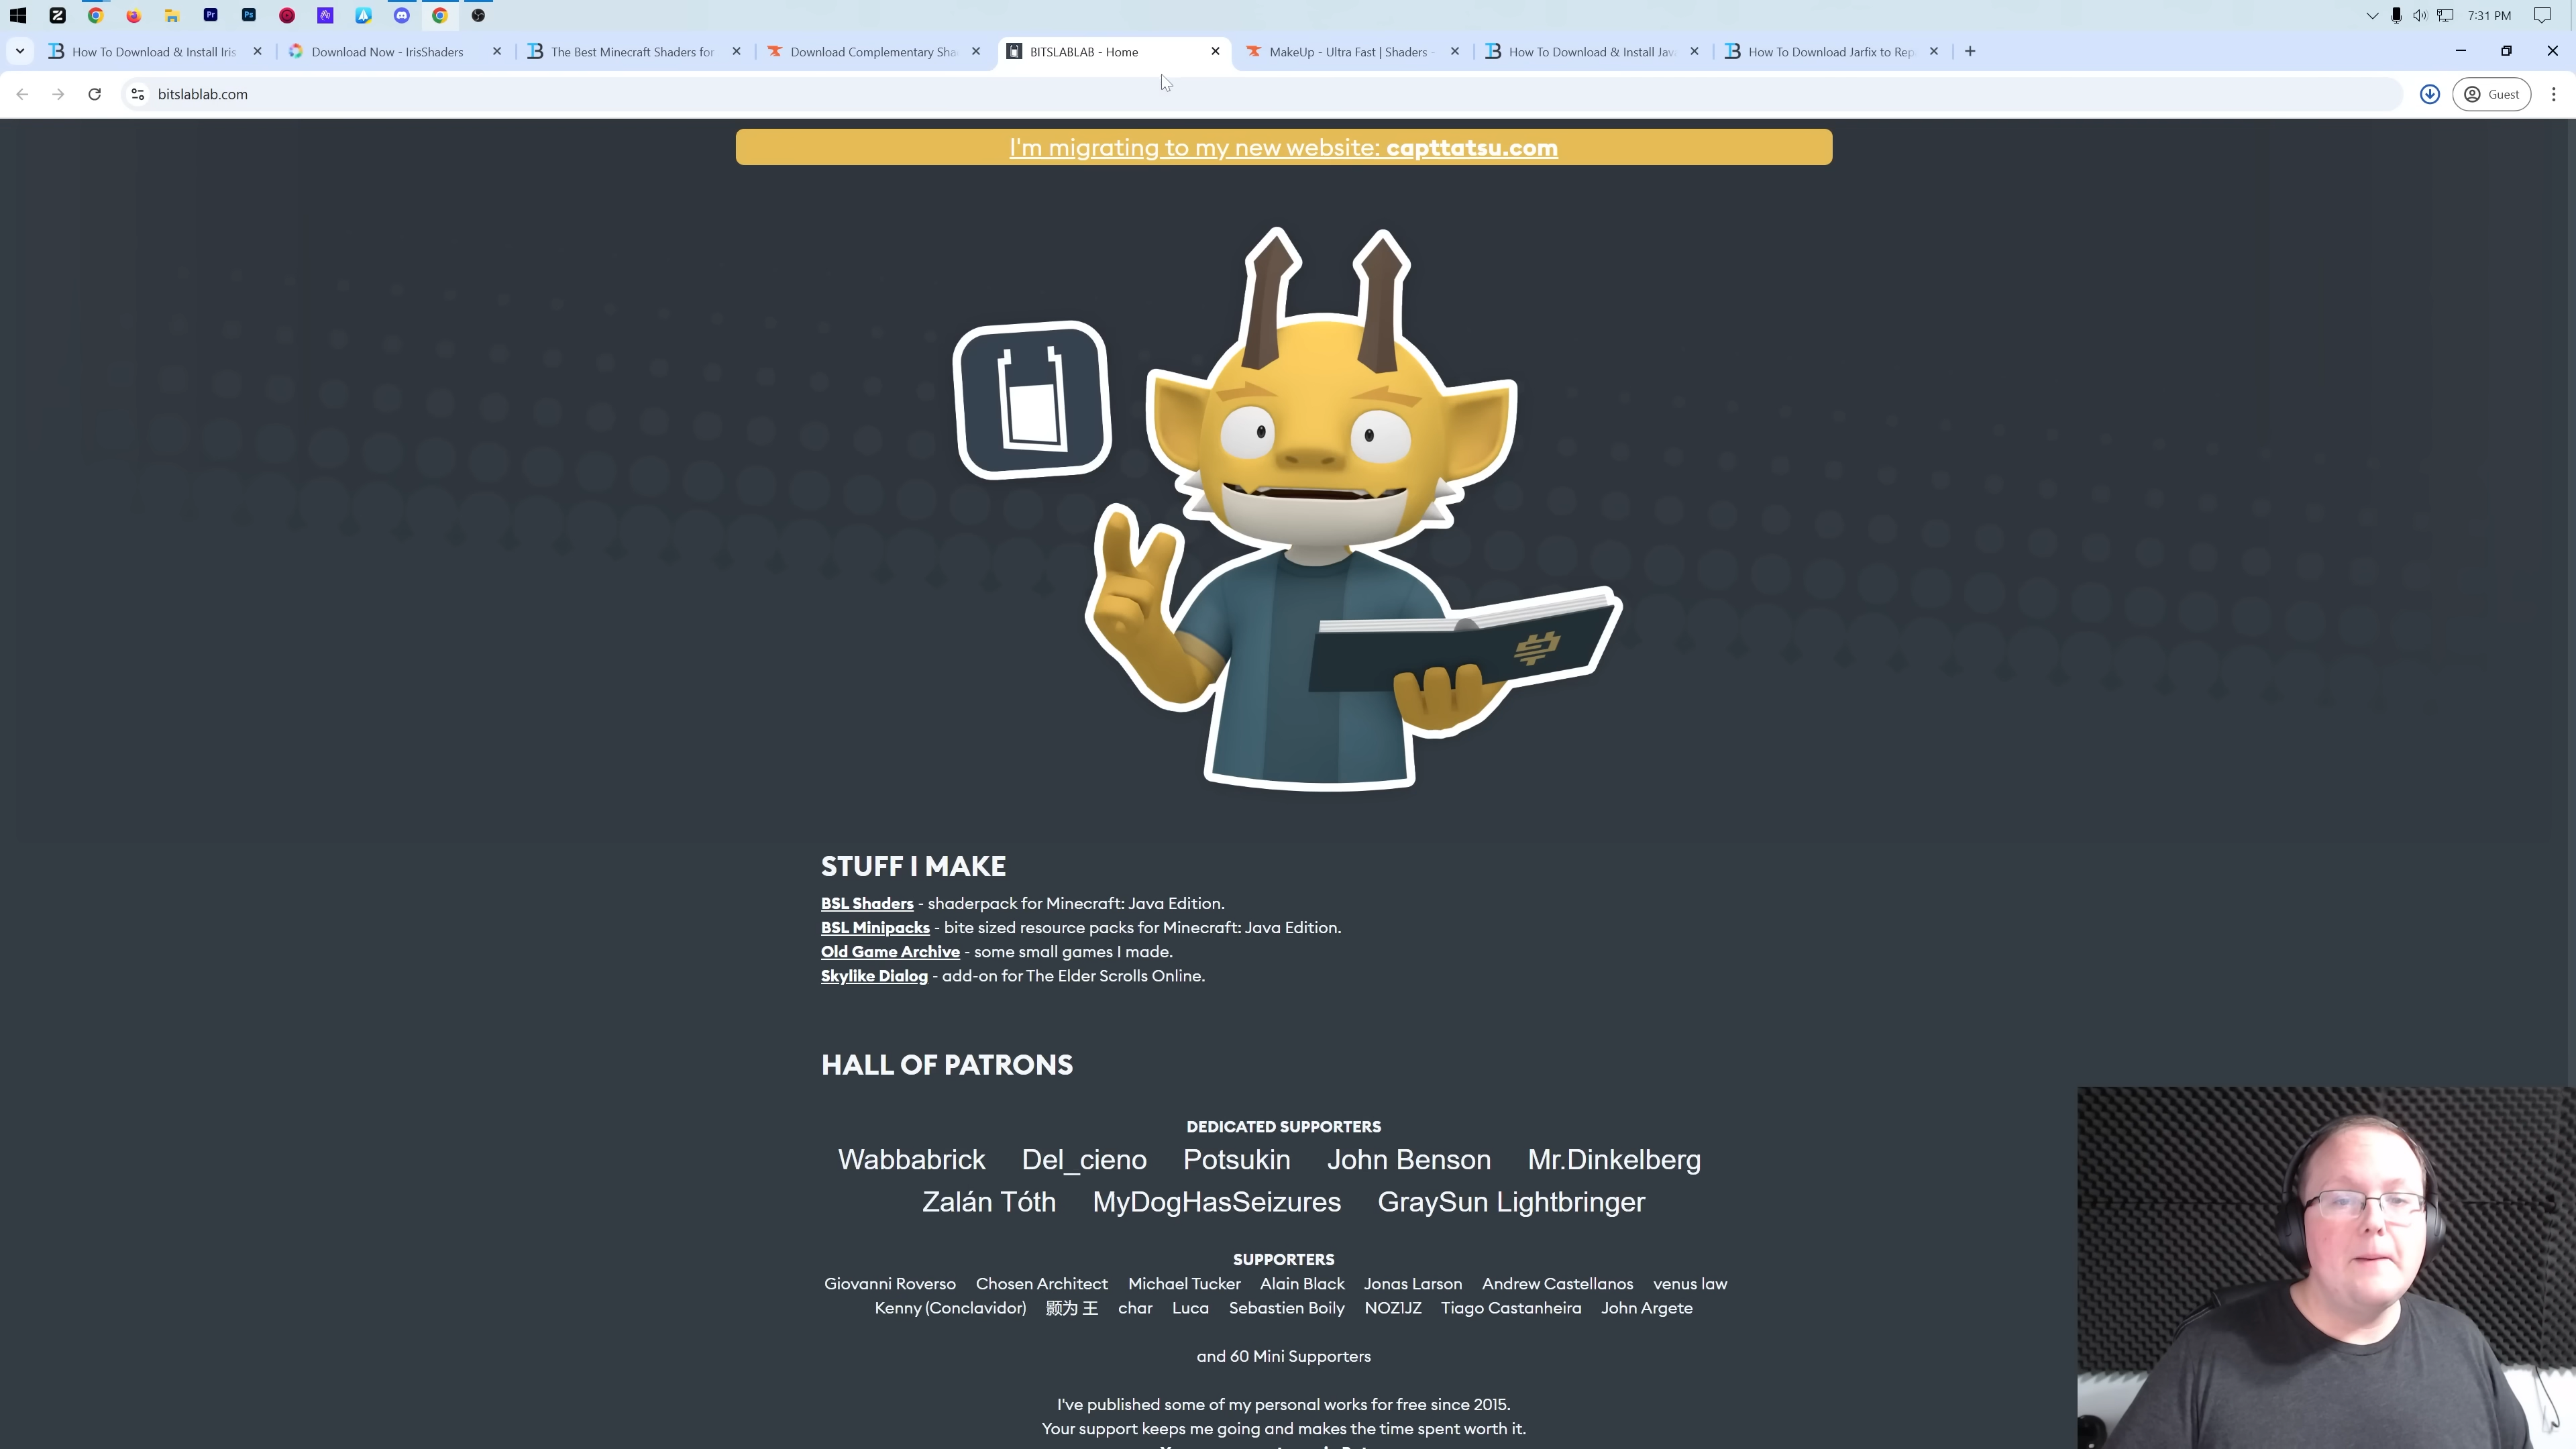 7:31 PM
How To Download & Install Iris
Download Now - IrisShaders
The Best Minecraft Shaders for
Download Complementary Sha
BITSLABLAB - Home
MakeUp - Ultra Fast | Shaders -
How To Download & Install Jav
How To Download Jarfix to Rep
bitslablab.com
Guest
I'm migrating to my new website: capttatsu.com
STUFF I MAKE
BSL Shaders - shaderpack for Minecraft: Java Edition.
BSL Minipacks - bite sized resource packs for Minecraft: Java Edition.
Old Game Archive - some small games I made.
Skylike Dialog - add-on for The Elder Scrolls Online.
HALL OF PATRONS
DEDICATED SUPPORTERS
Wabbabrick Del_cieno Potsukin John Benson Mr.Dinkelberg
Zalán Tóth MyDogHasSeizures GraySun Lightbringer
SUPPORTERS
Giovanni Roverso Chosen Architect Michael Tucker Alain Black Jonas Larson Andrew Castellanos venus law
Kenny (Conclavidor) 颢为 王 char Luca Sebastien Boily NOZ1JZ Tiago Castanheira John Argete
and 60 Mini Supporters
I've published some of my personal works for free since 2015.
Your support keeps me going and makes the time spent worth it.